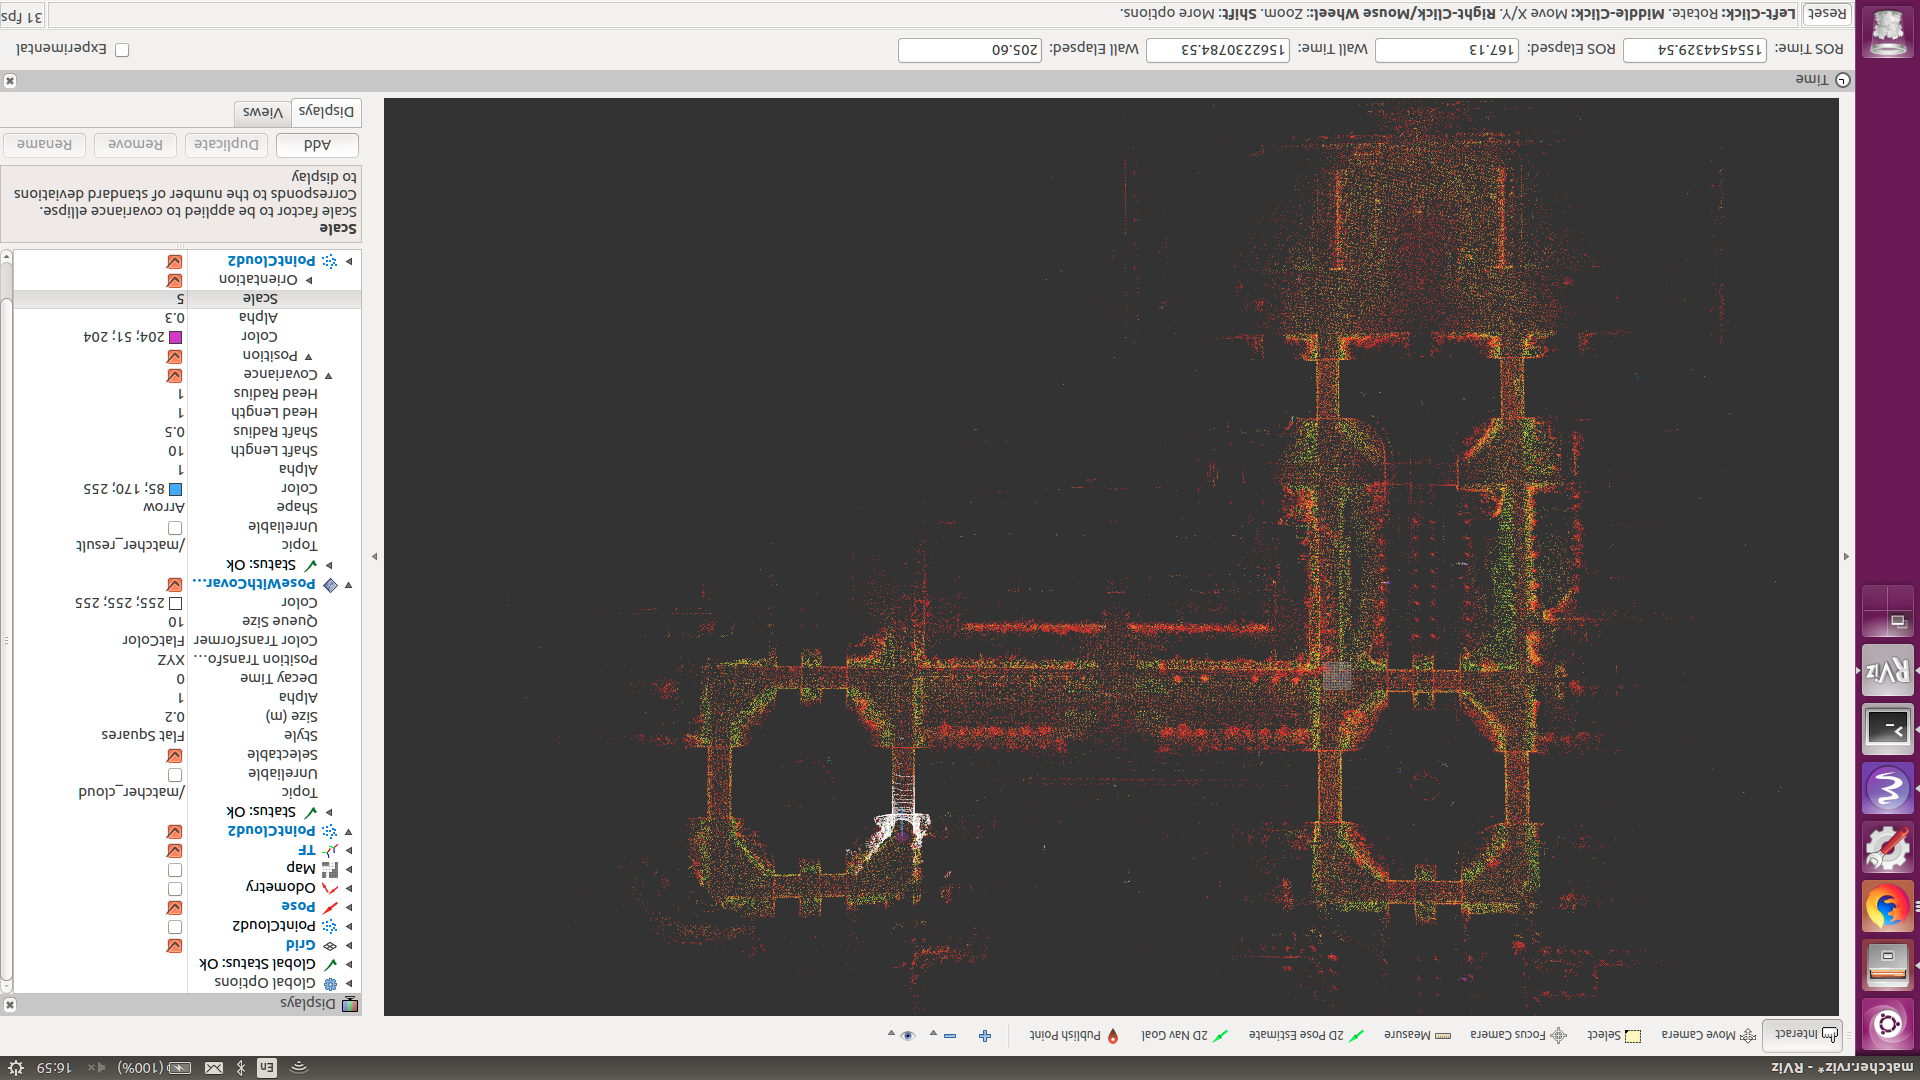 matcher.rviz* - RViz
En
(100%)
16:59
Interact
Move Camera
Select
Focus Camera
Measure
2D Pose Estimate
2D Nav Goal
Publish Point
Displays
Global Options
Global Status: Ok
Grid
PointCloud2
Pose
Odometry
Map
TF
PointCloud2
Status: Ok
Topic /matcher_cloud
Unreliable
Selectable
Style Flat Squares
Size (m) 0.2
Alpha 1
Decay Time 0
Position Transfo... XYZ
Color Transformer FlatColor
Queue Size 10
Color 255; 255; 255
PoseWithCovar...
Status: Ok
Topic /matcher_result
Unreliable
Shape Arrow
Color 85; 170; 255
Alpha 1
Shaft Length 10
Shaft Radius 0.5
Head Length 1
Head Radius 1
Covariance
Position
Color 204; 51; 204
Alpha 0.3
Scale 5
Orientation
PointCloud2
Scale
Scale factor to be applied to covariance ellipse.
Corresponds to the number of standard deviations
to display
Add
Duplicate
Remove
Rename
Displays
Views
Time
ROS Time: 1554544329.54
ROS Elapsed: 167.13
Wall Time: 1562230784.53
Wall Elapsed: 205.60
Experimental
Reset
Left-Click: Rotate. Middle-Click: Move X/Y. Right-Click/Mouse Wheel:: Zoom. Shift: More options.
31 fps
RViz